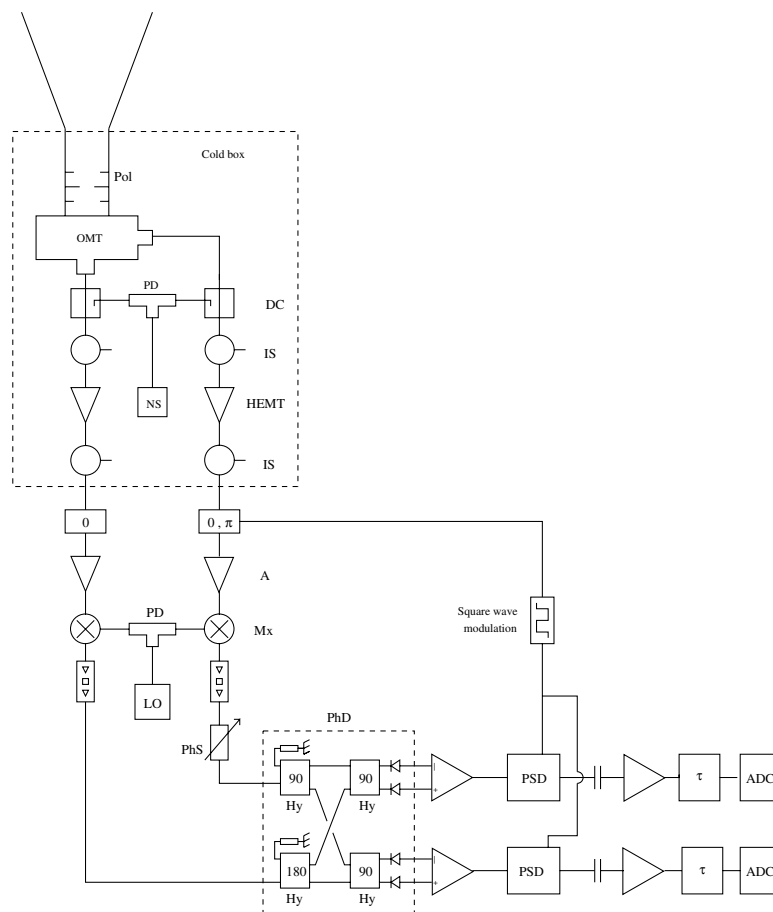 Cold box
Pol
OMT
PD
DC
IS
NS
HEMT
IS
0
0 , π
A
PD
Square wave
modulation
Mx
LO
PhS
PhD
90
90
Hy
Hy
PSD
τ
ADC
180
90
Hy
Hy
PSD
τ
ADC